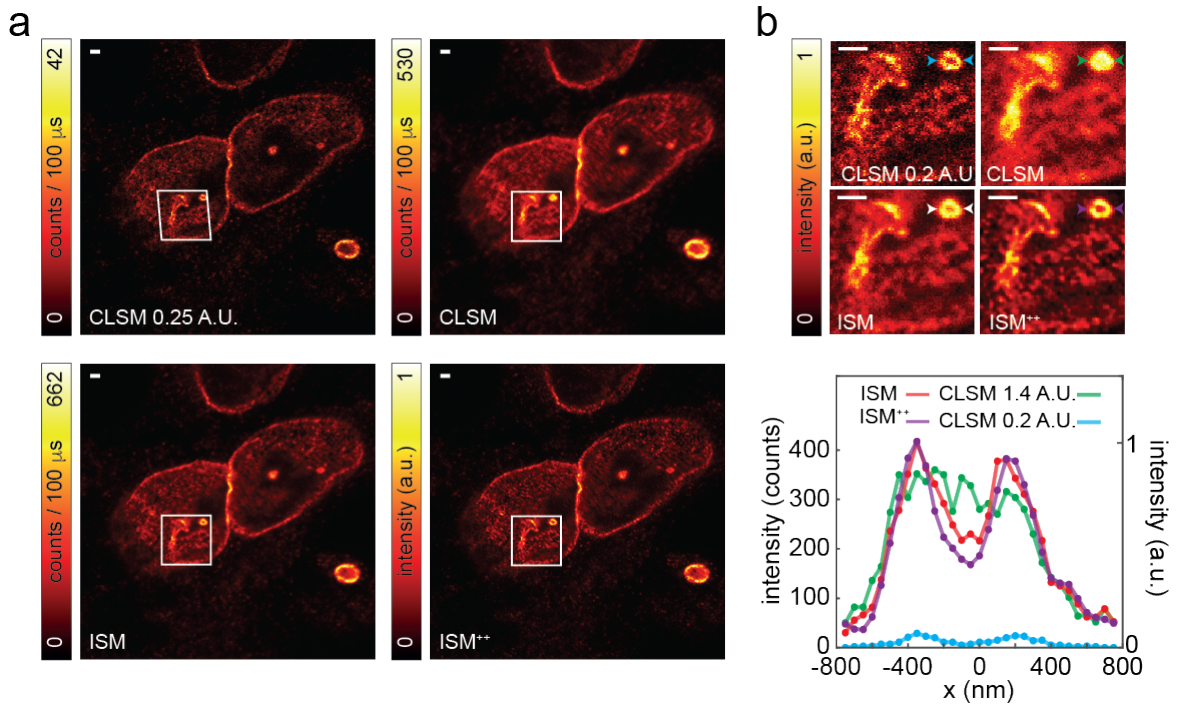 a
42
counts / 100 μs
0
CLSM 0.25 A.U.
530
counts / 100 μs
0
CLSM
662
counts / 100 μs
0
ISM
1
intensity (a.u.)
0
ISM++
b
1
intensity (a.u.)
0
CLSM 0.2 A.U
CLSM
ISM
ISM++
ISM CLSM 1.4 A.U.
ISM++ CLSM 0.2 A.U.
intensity (counts)
400
300
200
100
0
1
0
intensity (a.u.)
-800 -400 0 400 800
x (nm)